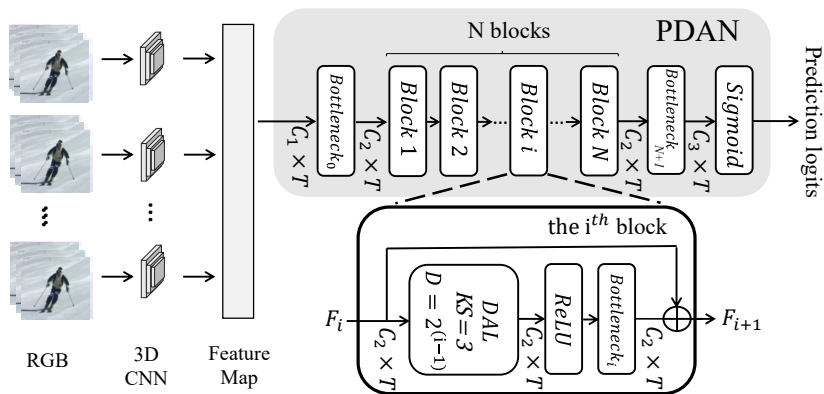 N blocks
PDAN
Bottleneck₀
Block 1
Block 2
Block i
Block N
Bottleneck
N+1
Sigmoid
Prediction logits
C₁ × T
C₂ × T
C₂ × T
C₃ × T
the iᵗʰ block
Fᵢ
DAL
KS = 3
D = 2⁽ⁱ⁻¹⁾
ReLU
Bottleneckᵢ
Fᵢ₊₁
C₂ × T
C₂ × T
C₂ × T
RGB
3D
CNN
Feature
Map